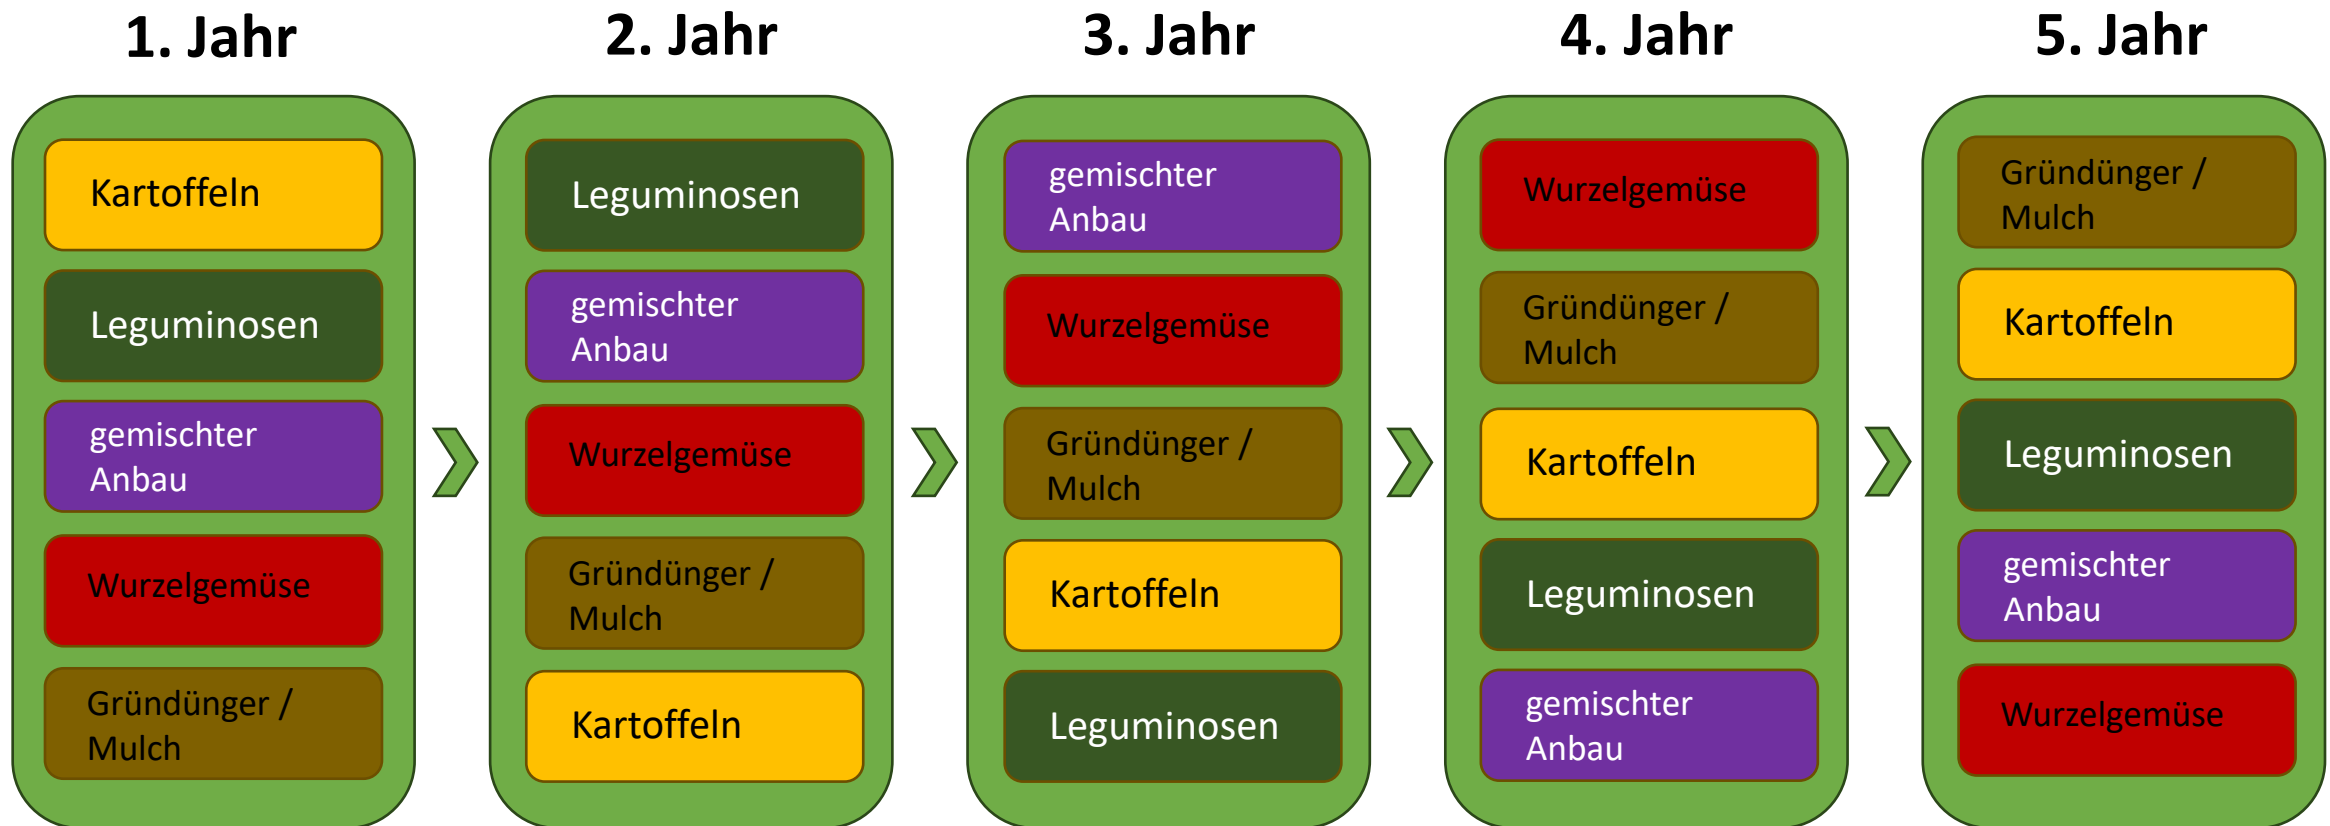 1. Jahr
Kartoffeln
Leguminosen
gemischter
Anbau
Wurzelgemüse
Gründünger /
Mulch
2. Jahr
Leguminosen
gemischter
Anbau
Wurzelgemüse
Gründünger /
Mulch
Kartoffeln
3. Jahr
gemischter
Anbau
Wurzelgemüse
Gründünger /
Mulch
Kartoffeln
Leguminosen
4. Jahr
Wurzelgemüse
Gründünger /
Mulch
Kartoffeln
Leguminosen
gemischter
Anbau
5. Jahr
Gründünger /
Mulch
Kartoffeln
Leguminosen
gemischter
Anbau
Wurzelgemüse